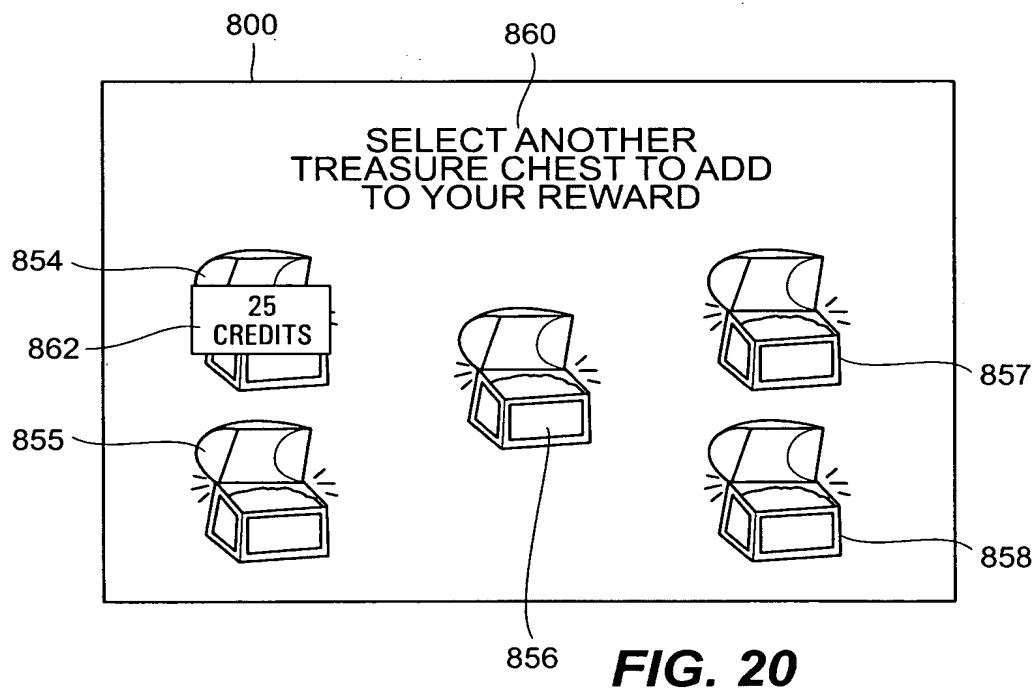 800
860
SELECT ANOTHER
TREASURE CHEST TO ADD
TO YOUR REWARD
854
25
CREDITS
862
857
855
858
856
FIG. 20